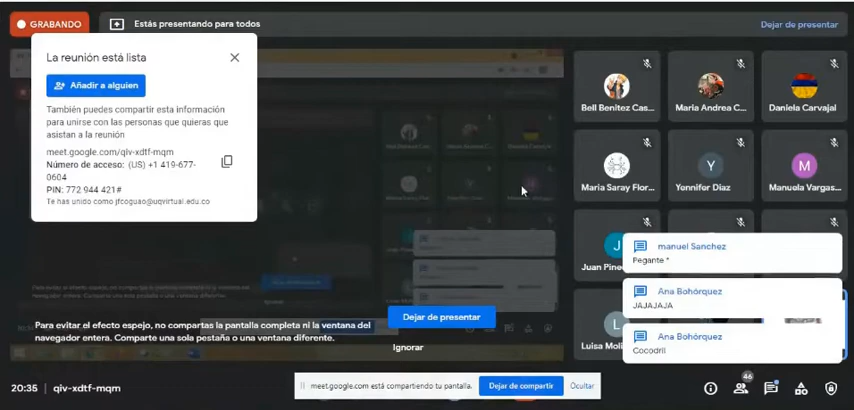 GRABANDO
Estás presentando para todos
Dejar de presentar
La reunión está lista
Añadir a alguien
También puedes compartir esta información
para unirse con las personas que quieras que
asistan a la reunión
meet.google.com/qiv-xdtf-mqm
Número de acceso: (US) +1 419-677-
0604
PIN: 772 944 421#
Te has unido como jfcoguao@uqvirtual.edu.co
Bell Benitez Cas...
Maria Andrea C...
Daniela Carvajal
Maria Saray Flor...
Y
Yennifer Diaz
M
Manuela Vargas...
J
Juan Pine
L
Luisa Moli
manuel Sanchez
Pegante *
Ana Bohórquez
JAJAJAJA
Ana Bohórquez
Cocodril
Para evitar el efecto espejo, no compartas la pantalla completa ni la ventana del
navegador entera. Comparte una sola pestaña o una ventana diferente.
Dejar de presentar
Ignorar
20:35 | qiv-xdtf-mqm
meet.google.com está compartiendo tu pantalla.
Dejar de compartir
Ocultar
46